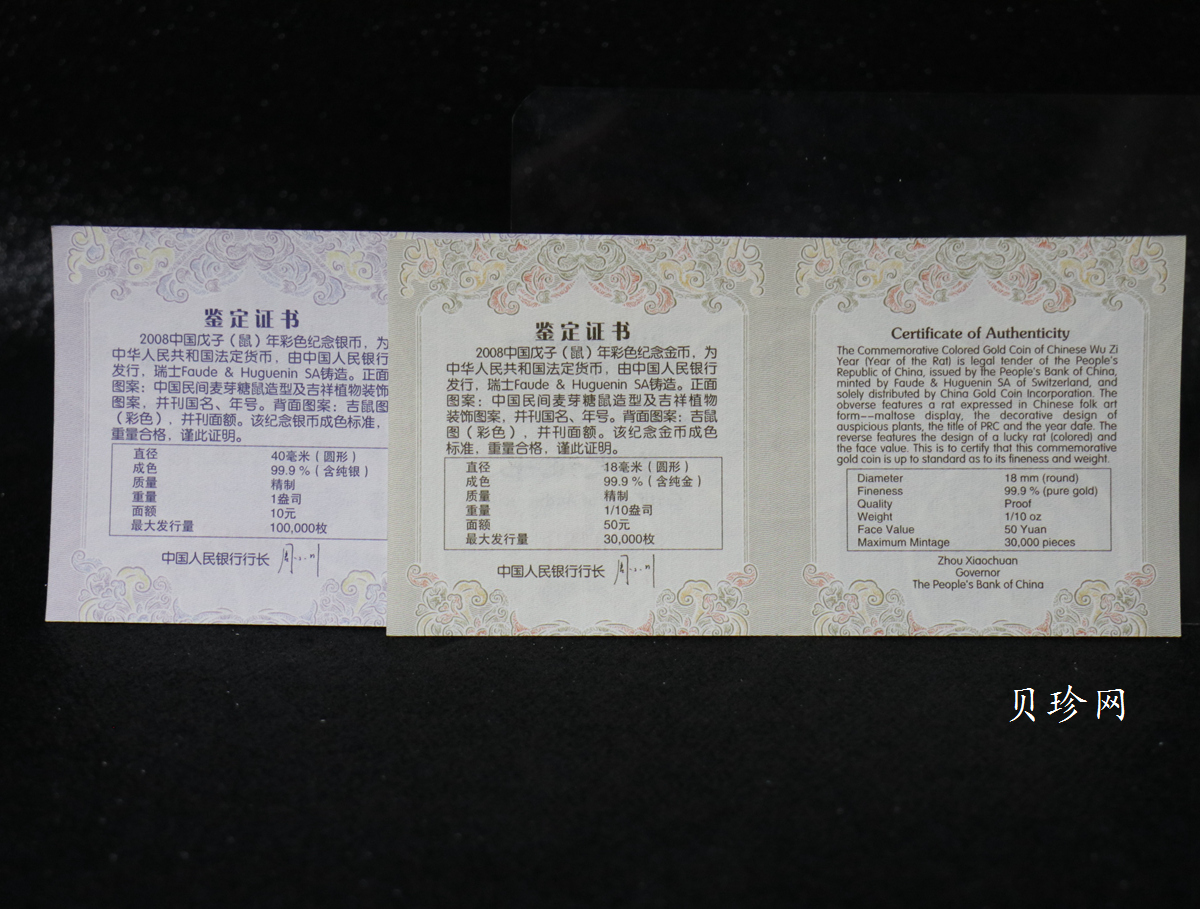 鉴定证书
2008中国戊子（鼠）年彩色纪念银币，为
中华人民共和国法定货币，由中国人民银行
发行，瑞士Faude & Huguenin SA铸造。正面
图案：中国民间麦芽糖鼠造型及吉祥植物装饰
图案，并刊国名、年号。背面图案：吉鼠图
（彩色），并刊面额。该纪念银币成色标准，
重量合格，谨此证明。
直径 40毫米（圆形）
成色 99.9％（含纯银）
质量 精制
重量 1盎司
面额 10元
最大发行量 100,000枚
中国人民银行行长
鉴定证书
2008中国戊子（鼠）年彩色纪念金币，为
中华人民共和国法定货币，由中国人民银行
发行，瑞士Faude & Huguenin SA铸造。正面
图案：中国民间麦芽糖鼠造型及吉祥植物
装饰图案，并刊国名、年号。背面图案：吉鼠
图（彩色），并刊面额。该纪念金币成色
标准，重量合格，谨此证明。
直径 18毫米（圆形）
成色 99.9％（含纯金）
质量 精制
重量 1/10盎司
面额 50元
最大发行量 30,000枚
中国人民银行行长
Certificate of Authenticity
The Commemorative Colored Gold Coin of Chinese Wu Zi
Year (Year of the Rat) is legal tender of the People's
Republic of China, issued by the People's Bank of China,
minted by Faude & Huguenin SA of Switzerland, and
solely distributed by China Gold Coin Incorporation. The
obverse features a rat expressed in Chinese folk art
form---maltose display, the decorative design of
auspicious plants, the title of PRC and the year date. The
reverse features the design of a lucky rat (colored) and
the face value. This is to certify that this commemorative
gold coin is up to standard as to its fineness and weight.
Diameter 18 mm (round)
Fineness 99.9 % (pure gold)
Quality Proof
Weight 1/10 oz
Face Value 50 Yuan
Maximum Mintage 30,000 pieces
Zhou Xiaochuan
Governor
The People's Bank of China
贝珍网